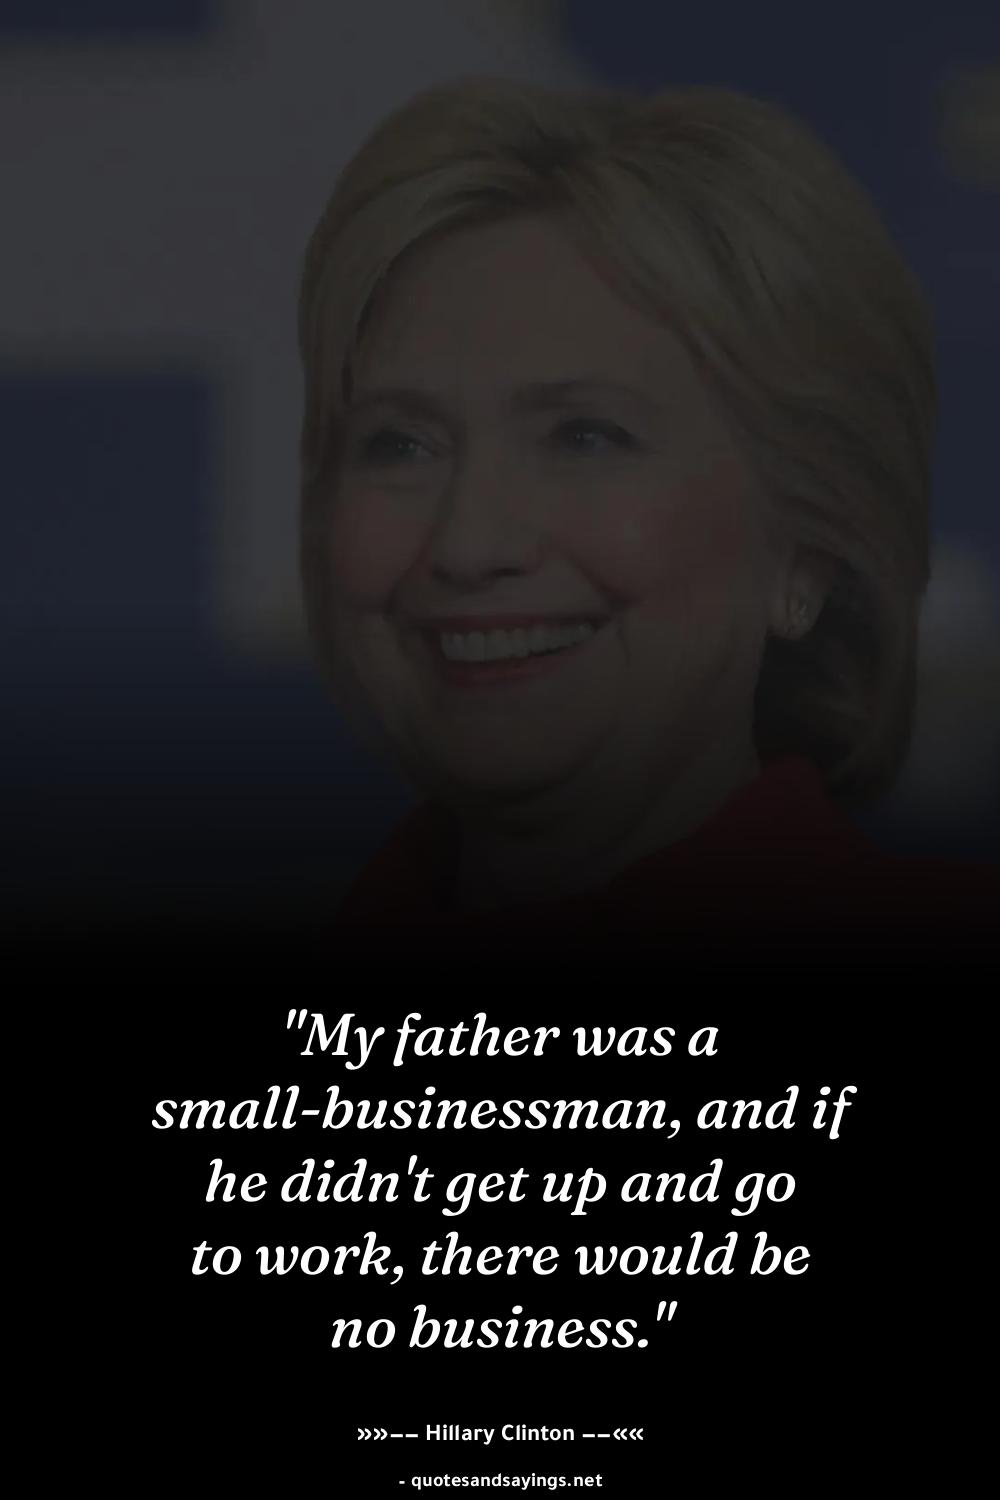 "My father was a
small-businessman, and if
he didn't get up and go
to work, there would be
no business."
»»–– Hillary Clinton ––««
- quotesandsayings.net